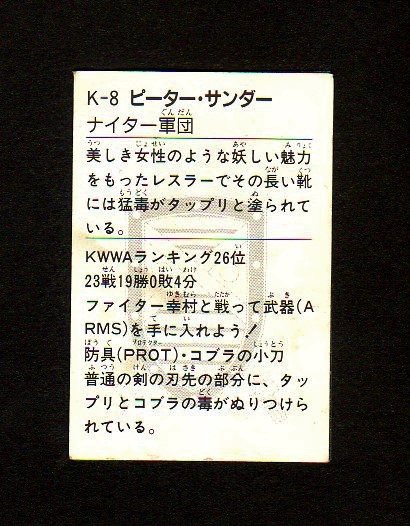 K-8 ピーター・サンダー
ナイター軍団
美しき女性のような妖しい魅力
をもったレスラーでその長い靴
には猛毒がタップリと塗られて
いる。
KWWAランキング26位
23戦19勝0敗4分
ファイター幸村と戦って武器(A
RMS)を手に入れよう!
防具(PROT)・コブラの小刀
普通の剣の刃先の部分に、タッ
プリとコブラの毒がぬりつけら
れている。